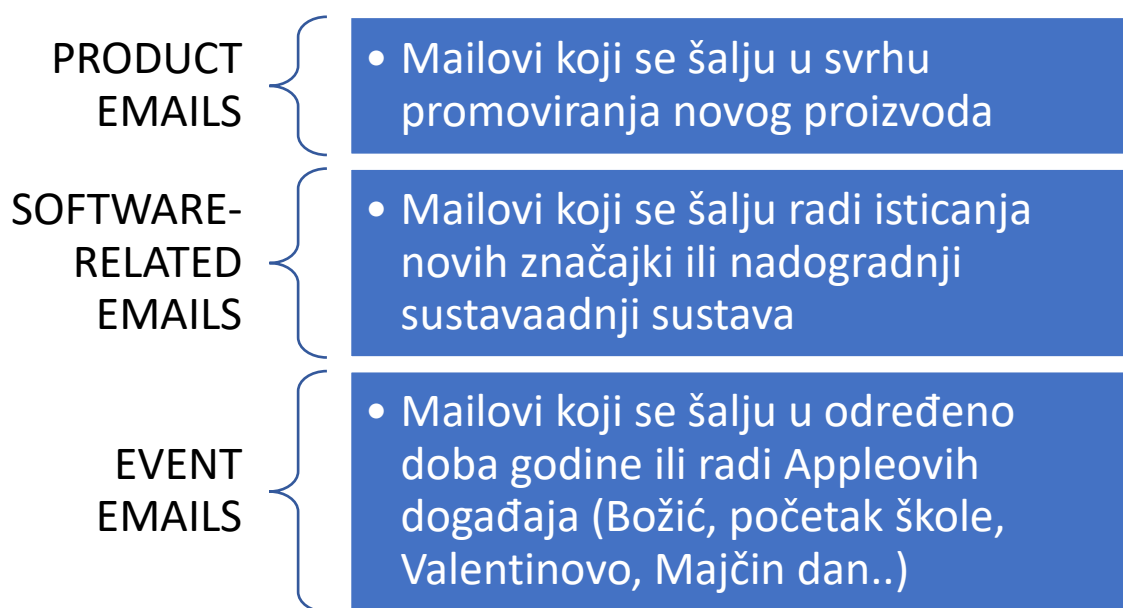 PRODUCT
EMAILS
• Mailovi koji se šalju u svrhu
promoviranja novog proizvoda
SOFTWARE-
RELATED
EMAILS
• Mailovi koji se šalju radi isticanja
novih značajki ili nadogradnji
sustavaadnji sustava
EVENT
EMAILS
• Mailovi koji se šalju u određeno
doba godine ili radi Appleovih
događaja (Božić, početak škole,
Valentinovo, Majčin dan..)